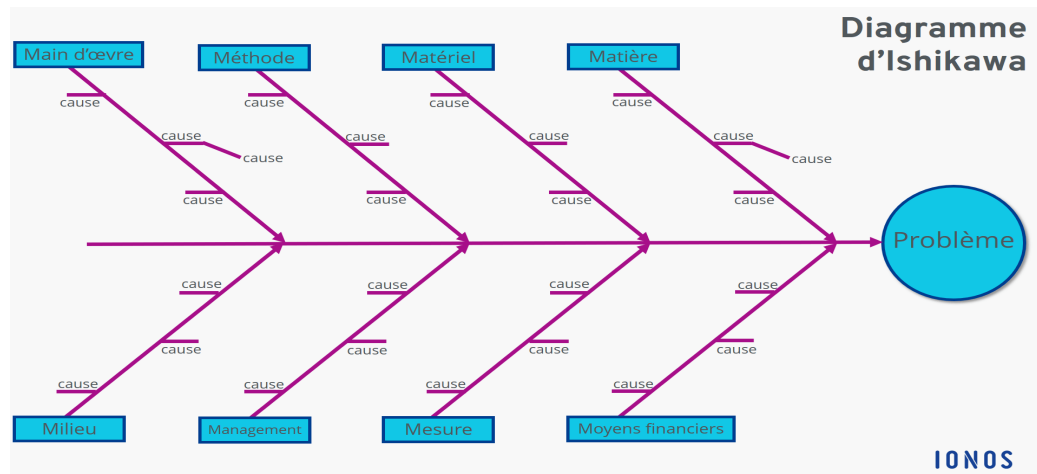 Diagramme
d'Ishikawa
Main d'œvre
Méthode
Matériel
Matière
cause
cause
cause
cause
cause
cause
cause
cause
cause
cause
cause
cause
cause
cause
Problème
cause
cause
cause
cause
cause
cause
cause
cause
cause
cause
cause
cause
Milieu
Management
Mesure
Moyens financiers
IONOS